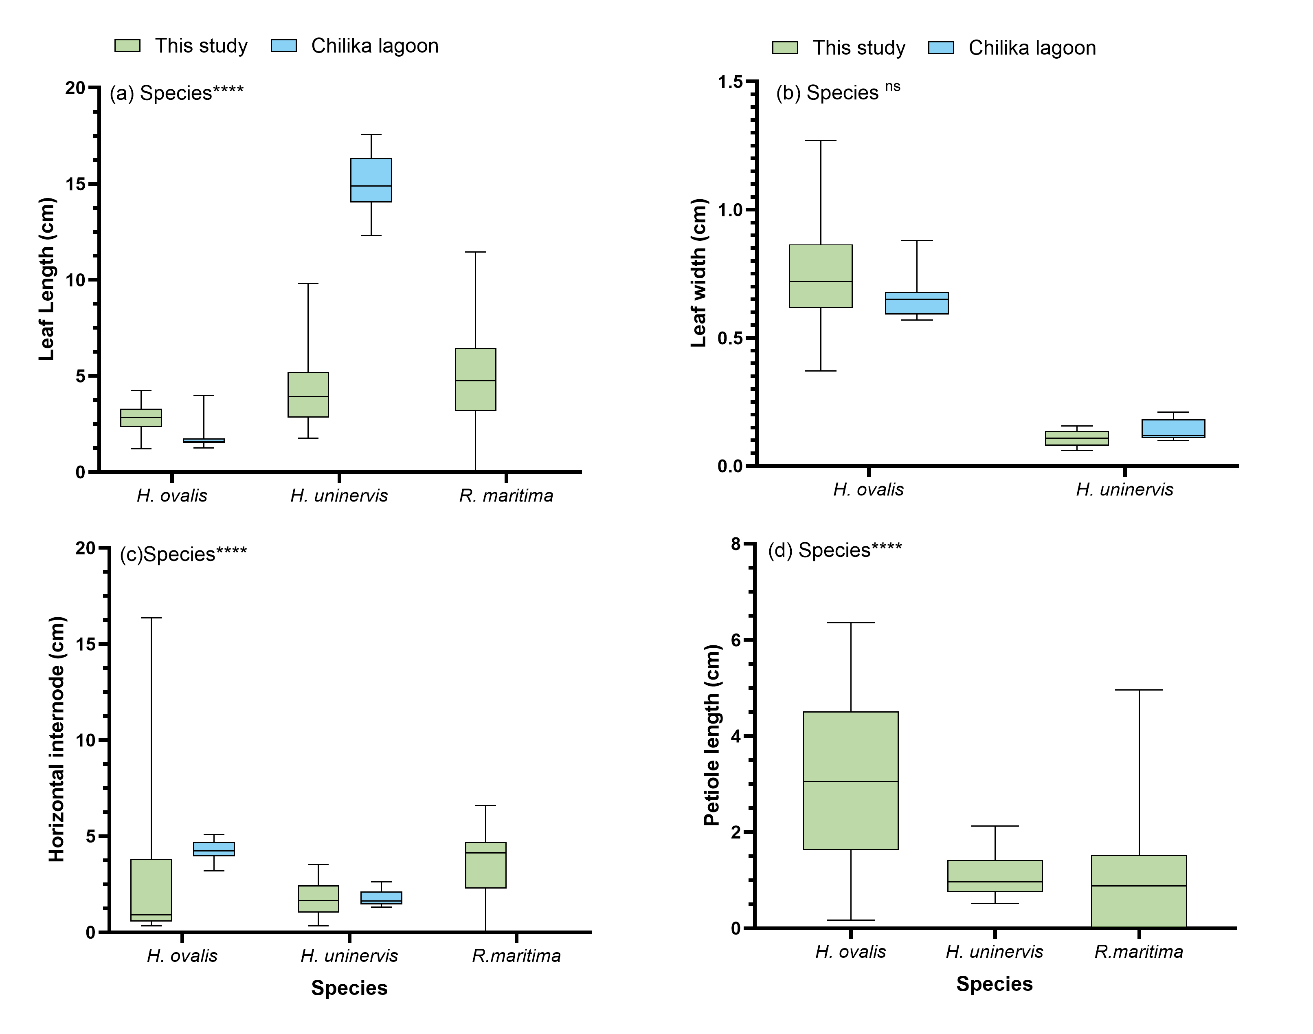 This study Chilika lagoon
(a) Species****
20
15
10
5
0
Leaf Length (cm)
H. ovalis H. uninervis R. maritima
This study Chilika lagoon
(b) Species ns
1.5
1.0
0.5
0.0
Leaf width (cm)
H. ovalis H. uninervis
(c)Species****
20
15
10
5
0
Horizontal internode (cm)
H. ovalis H. uninervis R.maritima
Species
(d) Species****
8
6
4
2
0
Petiole length (cm)
H. ovalis H. uninervis R.maritima
Species